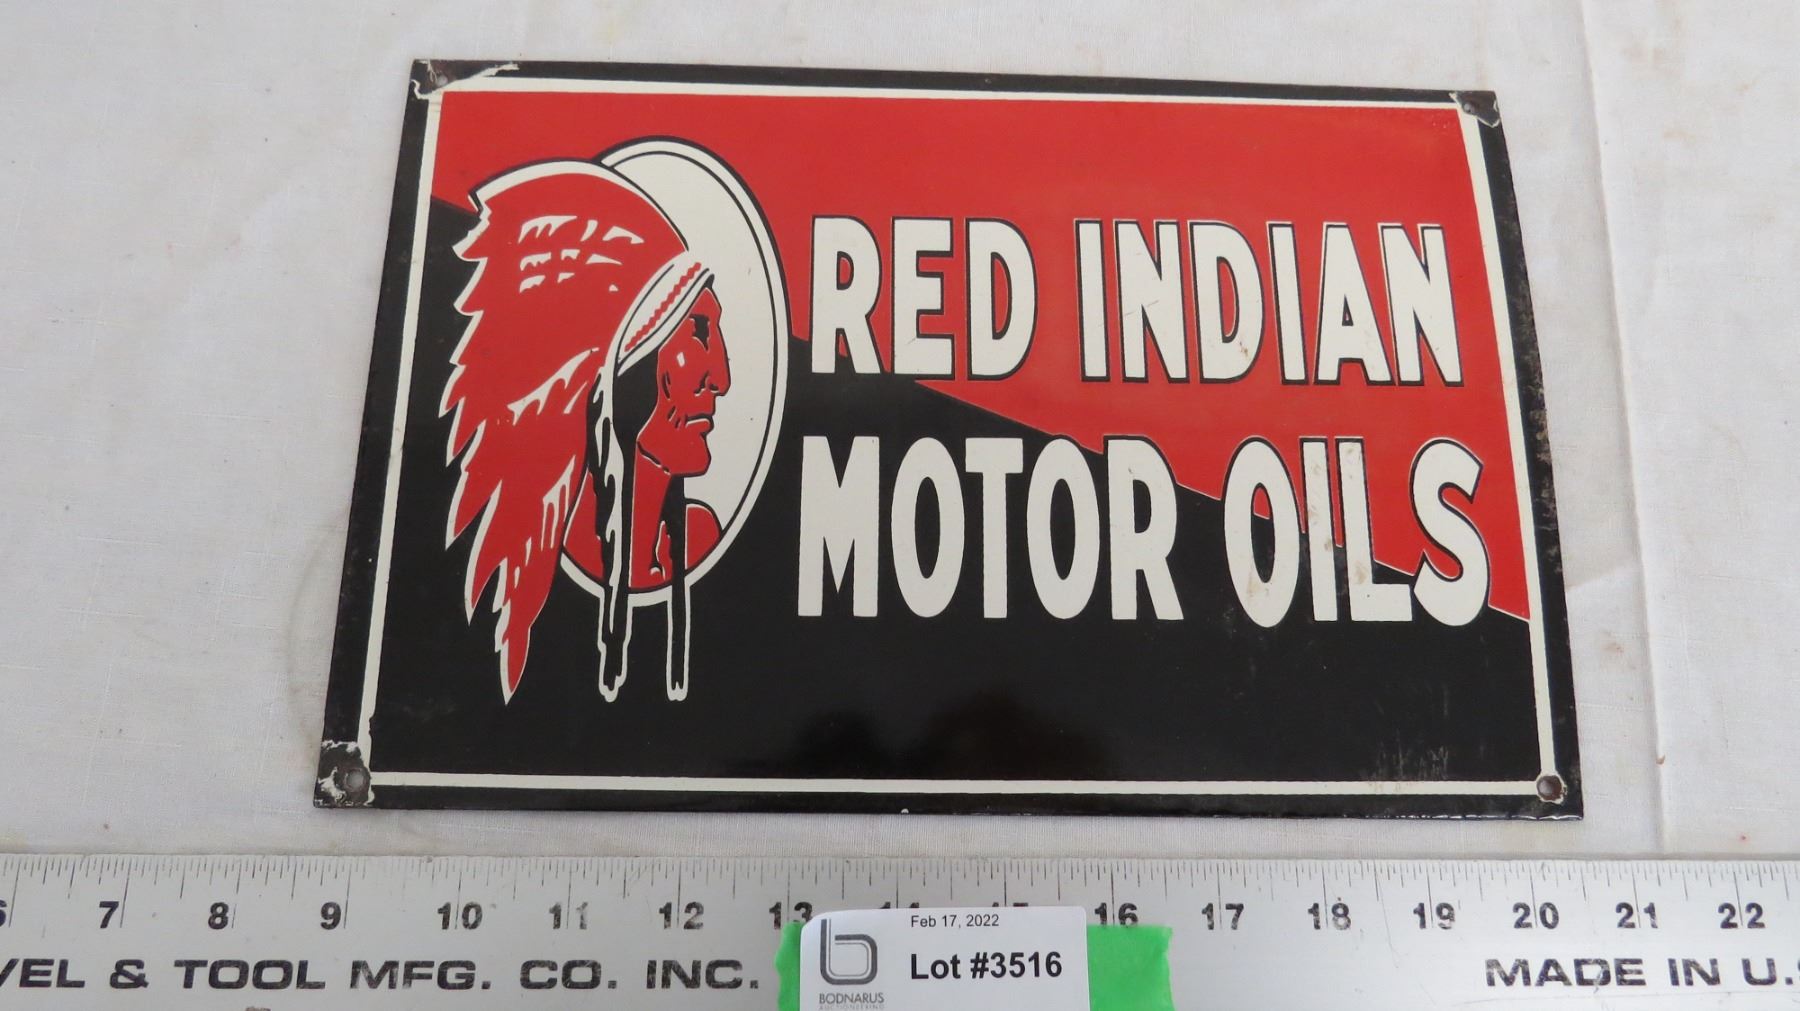 RED INDIAN
MOTOR OILS
6 7 8 9 10 11 12 13 16 17 18 19 20 21 22
VEL & TOOL MFG. CO. INC.
MADE IN U.S
Feb 17, 2022
Lot #3516
BODNARUS
AUCTIONEERING